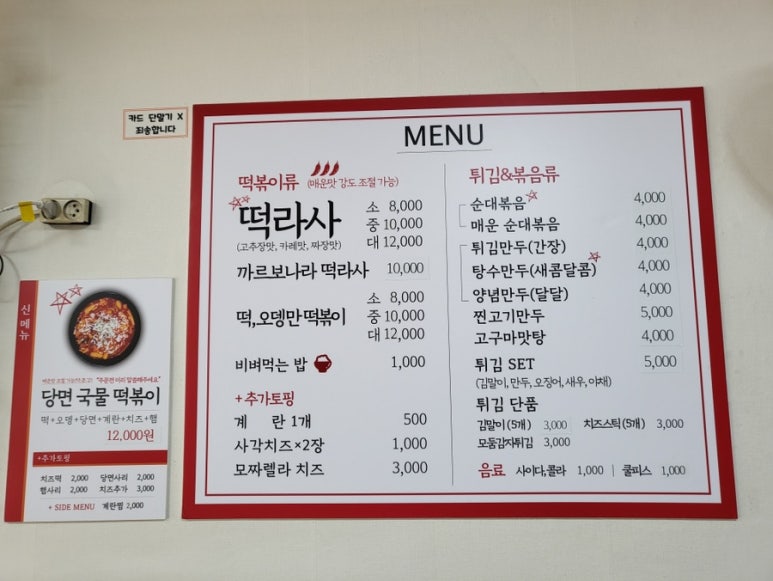 카드 단말기 X
죄송합니다
MENU
떡볶이류 (매운맛 강도 조절 가능)
떡라사
(고추장맛, 카레맛, 짜장맛)
소 8,000
중 10,000
대 12,000
까르보나라 떡라사 10,000
떡,오뎅만떡볶이
소 8,000
중 10,000
대 12,000
비벼먹는 밥 1,000
+추가토핑
계 란 1개 500
사각치즈×2장 1,000
모짜렐라 치즈 3,000
튀김&볶음류
순대볶음 4,000
매운 순대볶음 4,000
튀김만두(간장) 4,000
탕수만두(새콤달콤) 4,000
양념만두(달달) 4,000
찐고기만두 5,000
고구마맛탕 4,000
튀김 SET 5,000
(김말이, 만두, 오징어, 새우, 야채)
튀김 단품
김말이(5개) 3,000 치즈스틱(5개) 3,000
모둠감자튀김 3,000
음료 사이다,콜라 1,000 | 쿨피스 1,000
신메뉴
당면 국물 떡볶이
떡+오뎅+당면+계란+치즈+햄
12,000원
+추가토핑
치즈떡 2,000 당면사리 2,000
햄사리 2,000 치즈추가 3,000
+ SIDE MENU 계란찜 2,000